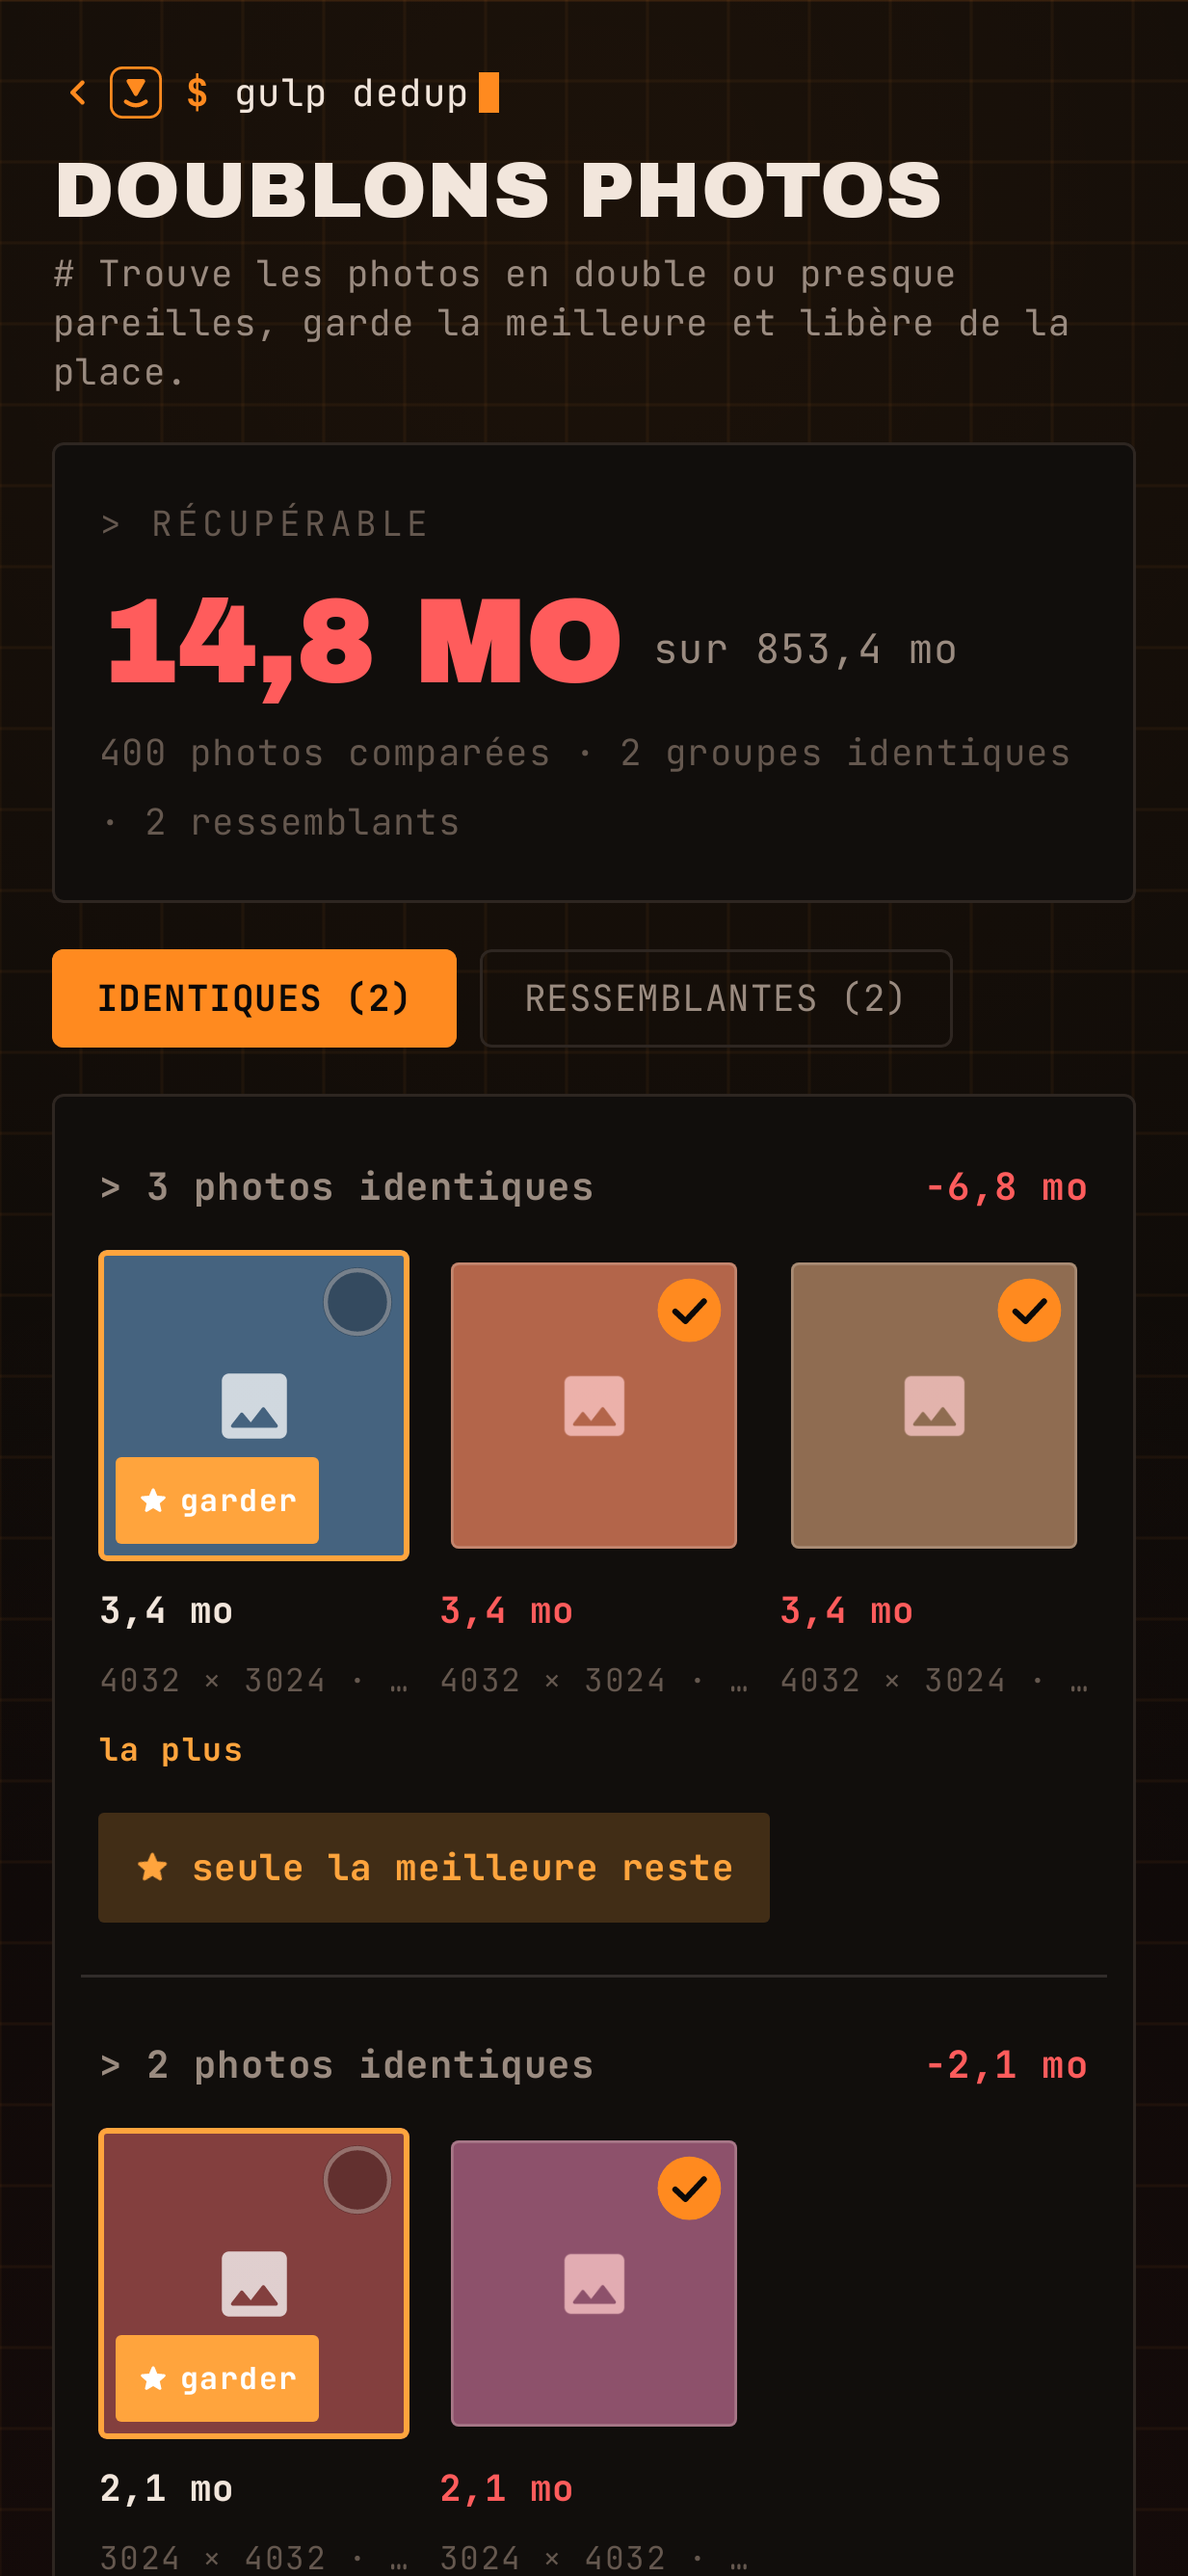 $ gulp dedup
DOUBLONS PHOTOS
# Trouve les photos en double ou presque
pareilles, garde la meilleure et libère de la
place.
> RÉCUPÉRABLE
14,8 MO sur 853,4 mo
400 photos comparées · 2 groupes identiques
· 2 ressemblants
IDENTIQUES (2) RESSEMBLANTES (2)
> 3 photos identiques -6,8 mo
garder
3,4 mo 3,4 mo 3,4 mo
4032 × 3024 · … 4032 × 3024 · … 4032 × 3024 · …
la plus
seule la meilleure reste
> 2 photos identiques -2,1 mo
garder
2,1 mo 2,1 mo
3024 × 4032 · … 3024 × 4032 · …